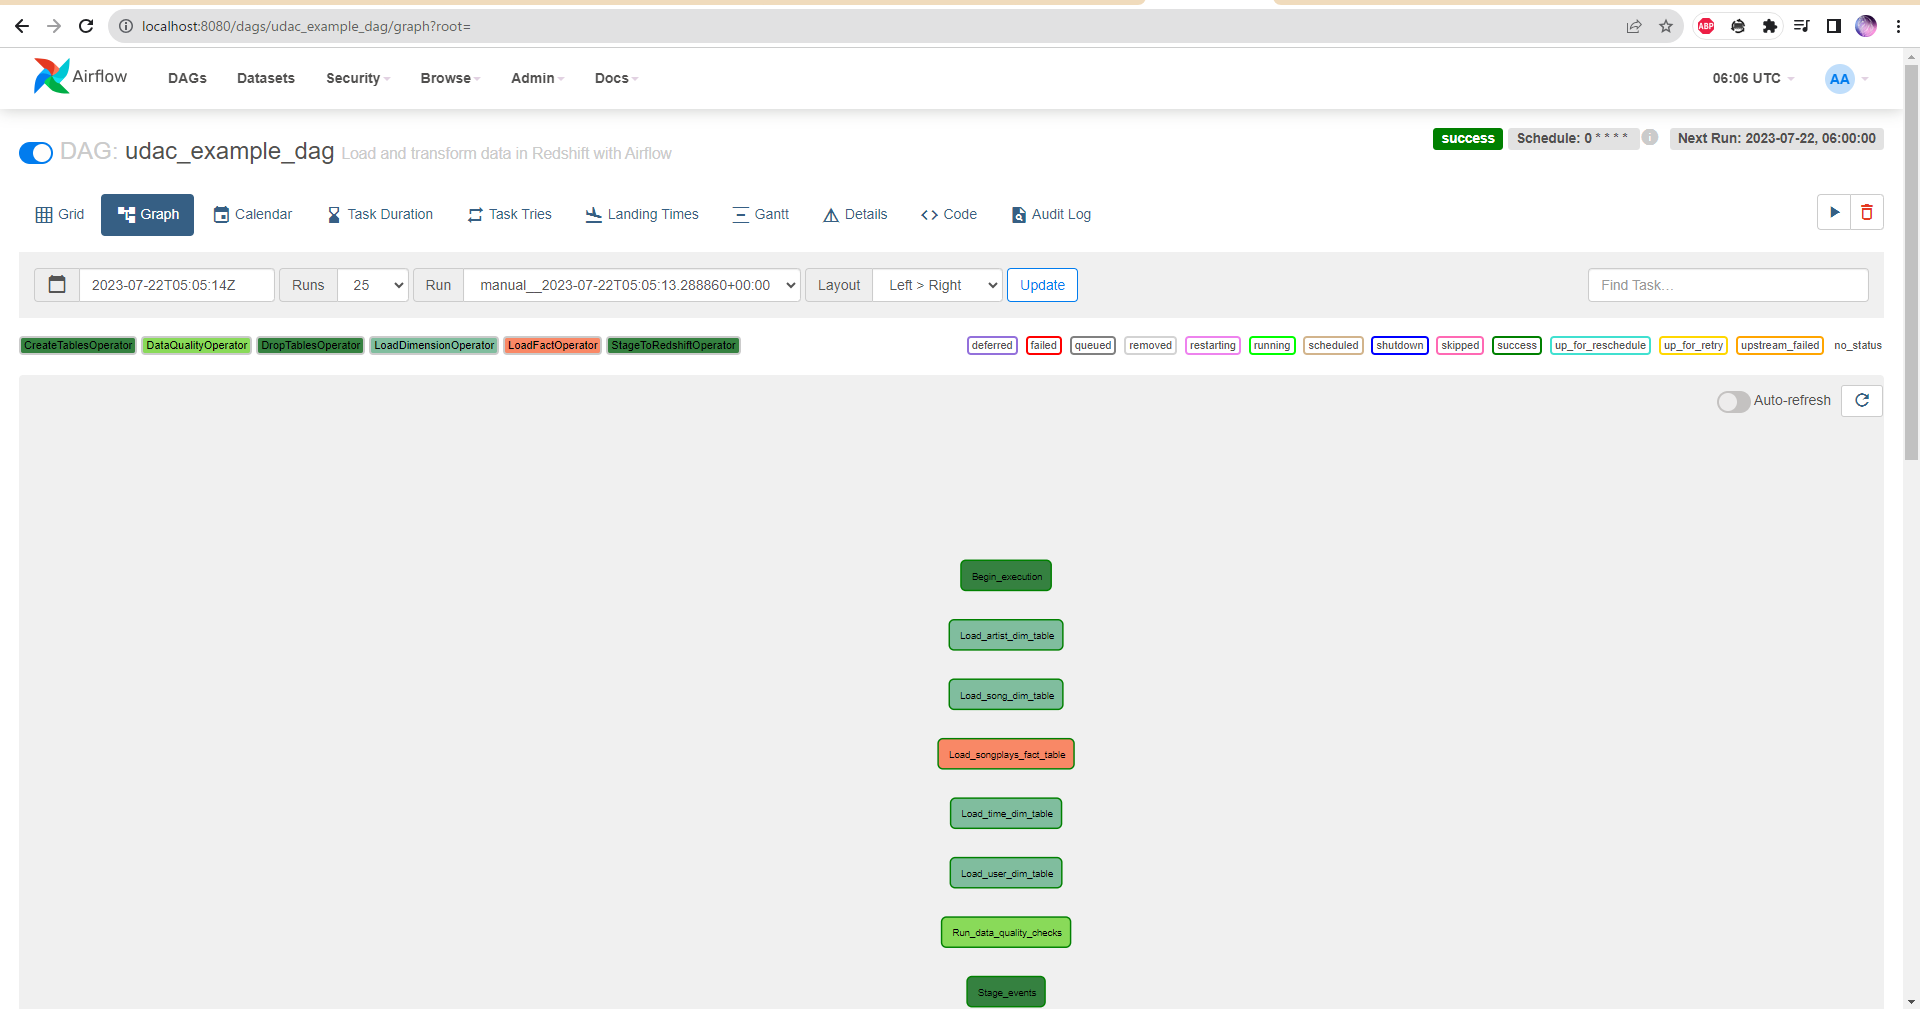 localhost:8080/dags/udac_example_dag/graph?root=
ABP
Airflow DAGs Datasets Security Browse Admin Docs 06:06 UTC AA
DAG: udac_example_dag Load and transform data in Redshift with Airflow
success Schedule: 0 * * * * i Next Run: 2023-07-22, 06:00:00
Grid Graph Calendar Task Duration Task Tries Landing Times Gantt Details Code Audit Log
2023-07-22T05:05:14Z Runs 25 Run manual__2023-07-22T05:05:13.288860+00:00 Layout Left > Right Update Find Task...
CreateTablesOperator DataQualityOperator DropTablesOperator LoadDimensionOperator LoadFactOperator StageToRedshiftOperator
deferred failed queued removed restarting running scheduled shutdown skipped success up_for_reschedule up_for_retry upstream_failed no_status
Auto-refresh
Begin_execution
Load_artist_dim_table
Load_song_dim_table
Load_songplays_fact_table
Load_time_dim_table
Load_user_dim_table
Run_data_quality_checks
Stage_events